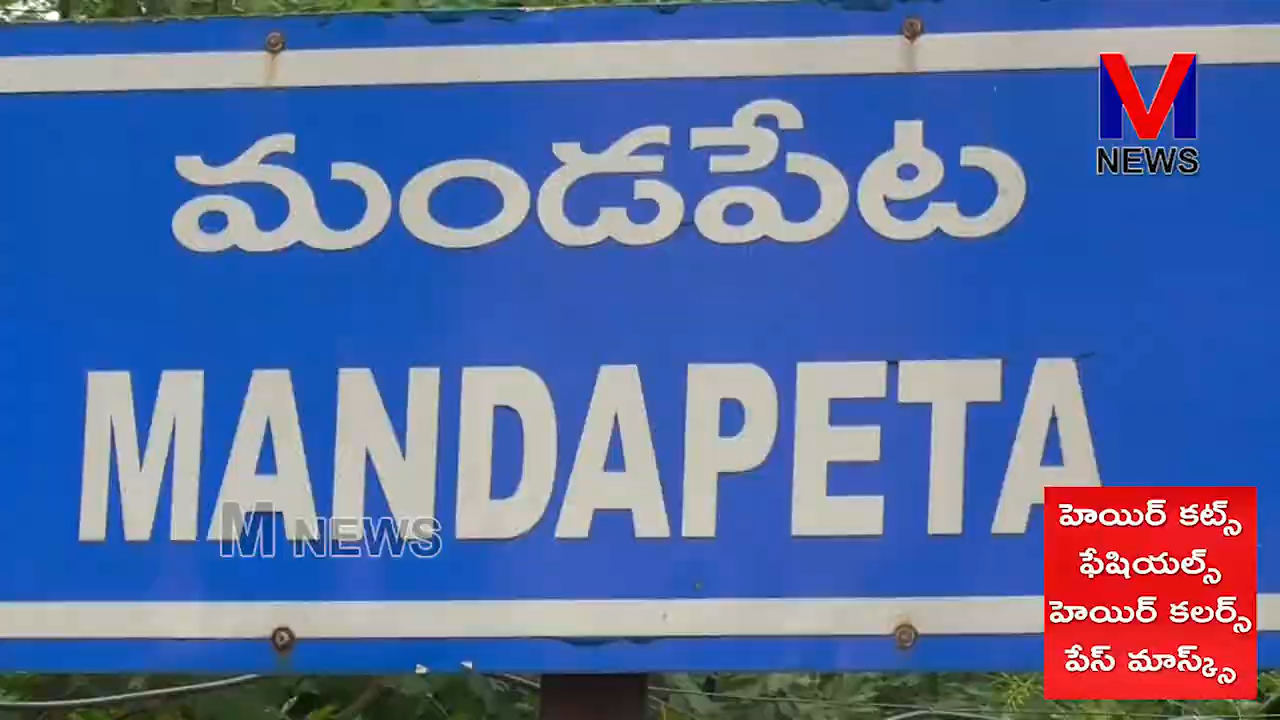 M
NEWS
మండపేట
MANDAPETA
M NEWS
హెయిర్ కట్స్
ఫేషియల్స్
హెయిర్ కలర్స్
పేస్ మాస్క్స్